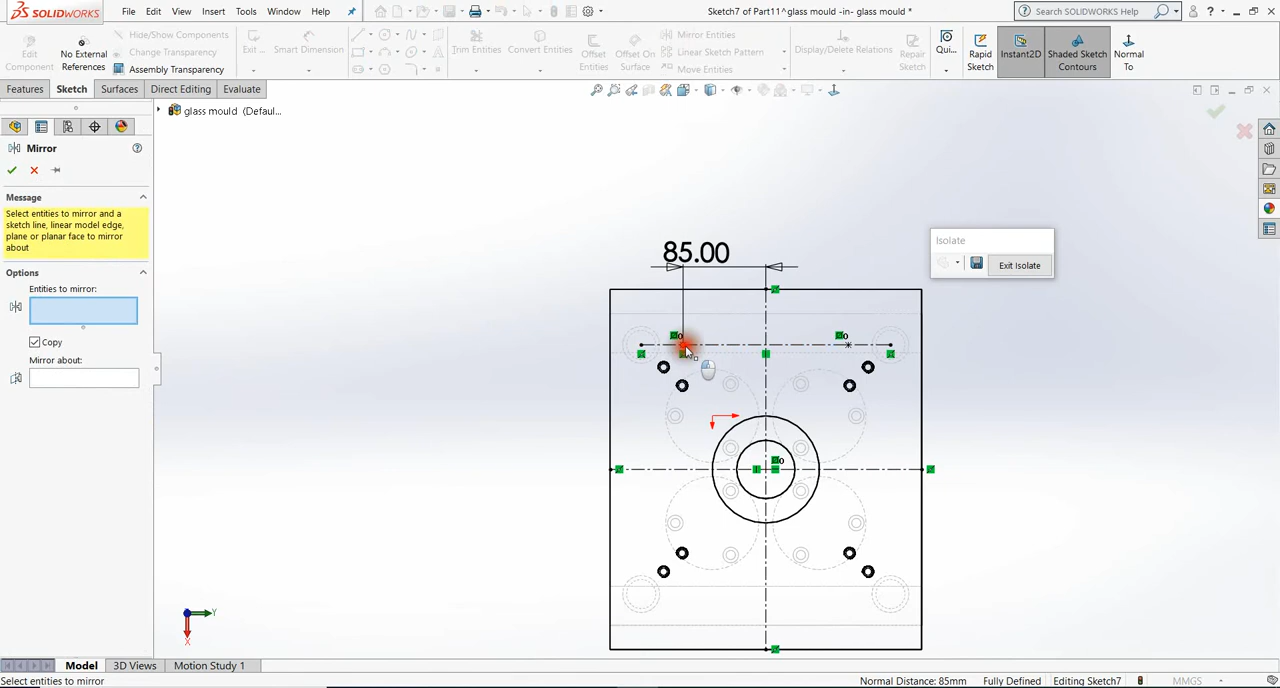 SOLIDWORKS File Edit View Insert Tools Window Help Sketch7 of Part11^glass mould -in- glass mould * Search SOLIDWORKS Help ?
Edit Component
No External References
Hide/Show Components
Change Transparency
Assembly Transparency
Exit ...
Smart Dimension
Trim Entities
Convert Entities
Offset Entities
Offset On Surface
Mirror Entities
Linear Sketch Pattern
Move Entities
Display/Delete Relations
Repair Sketch
Qui...
Rapid Sketch
Instant2D
Shaded Sketch Contours
Normal To
Features Sketch Surfaces Direct Editing Evaluate
glass mould (Defaul...
Mirror
Message
Select entities to mirror and a
sketch line, linear model edge,
plane or planar face to mirror
about
Options
Entities to mirror:
Copy
Mirror about:
85.00
Isolate
Exit Isolate
0
0
0
Y
X
Model 3D Views Motion Study 1
Select entities to mirror Normal Distance: 85mm Fully Defined Editing Sketch7 MMGS